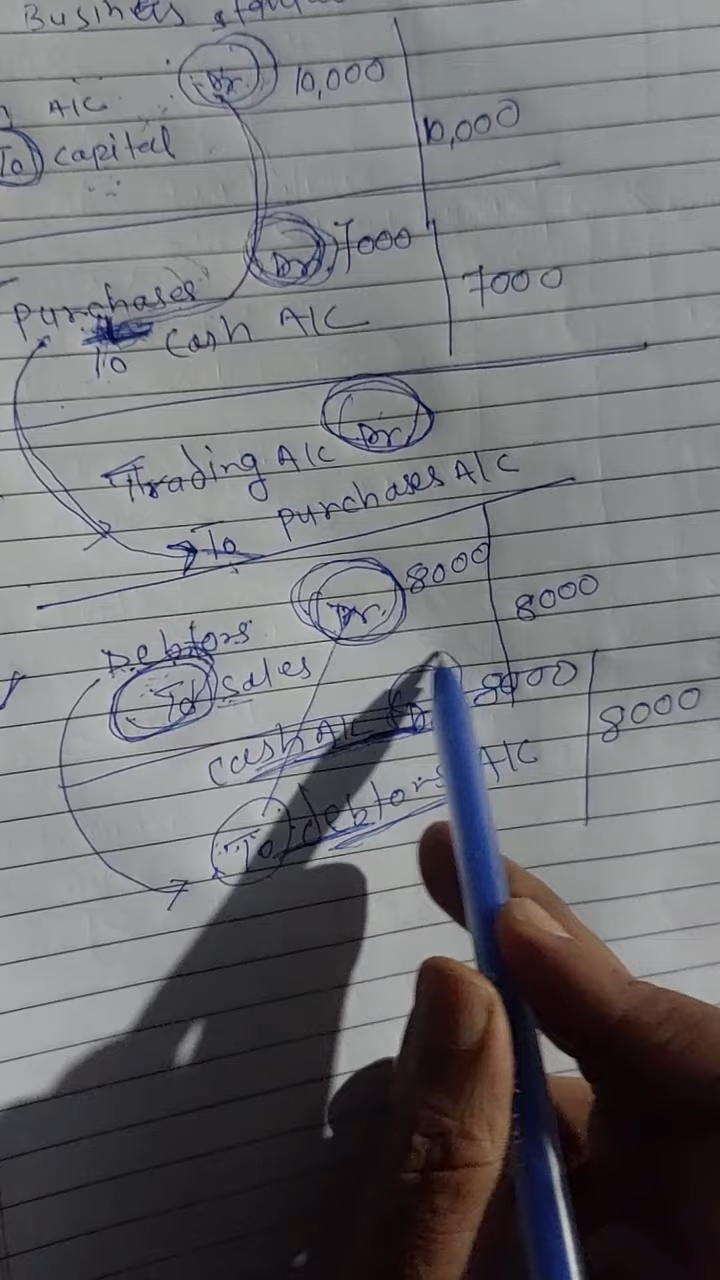 Business
A/C Dr. 10,000
To capital 10,000
Purchases Dr. 7000
To Cash A/C 7000
Trading A/C Dr.
To purchases A/C
Debtors Dr. 8000
To sales 8000
Cash A/C 8000
To debtors A/C 8000